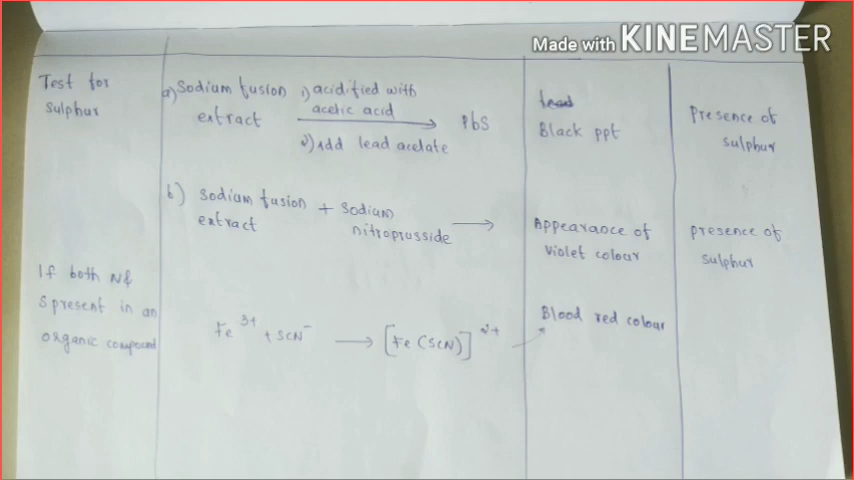 Made with KINEMASTER
Test for
Sulphur
a) Sodium fusion
extract
i) acidified with
acetic acid
2) Add lead acelate
PbS
lead
Black ppt
Presence of
sulphur
b) Sodium fusion
extract
+ Sodium
nitroprusside
→
Appearance of
Violet colour
presence of
sulphur
If both N &
S present in an
organic compound
Fe³⁺ + SCN⁻ → [Fe (SCN)]²⁺
Blood red colour